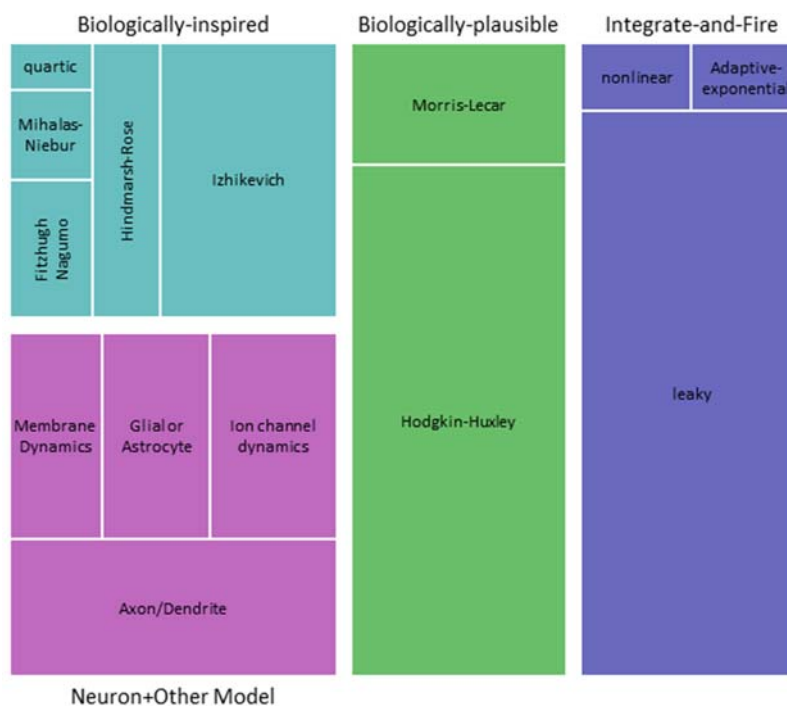 Biologically-inspired
Biologically-plausible
Integrate-and-Fire
quartic
Mihalas-
Niebur
Fitzhugh
Nagumo
Hindmarsh-Rose
Izhikevich
Morris-Lecar
Hodgkin-Huxley
nonlinear
Adaptive-
exponential
leaky
Membrane
Dynamics
Glial or
Astrocyte
Ion channel
dynamics
Axon/Dendrite
Neuron+Other Model